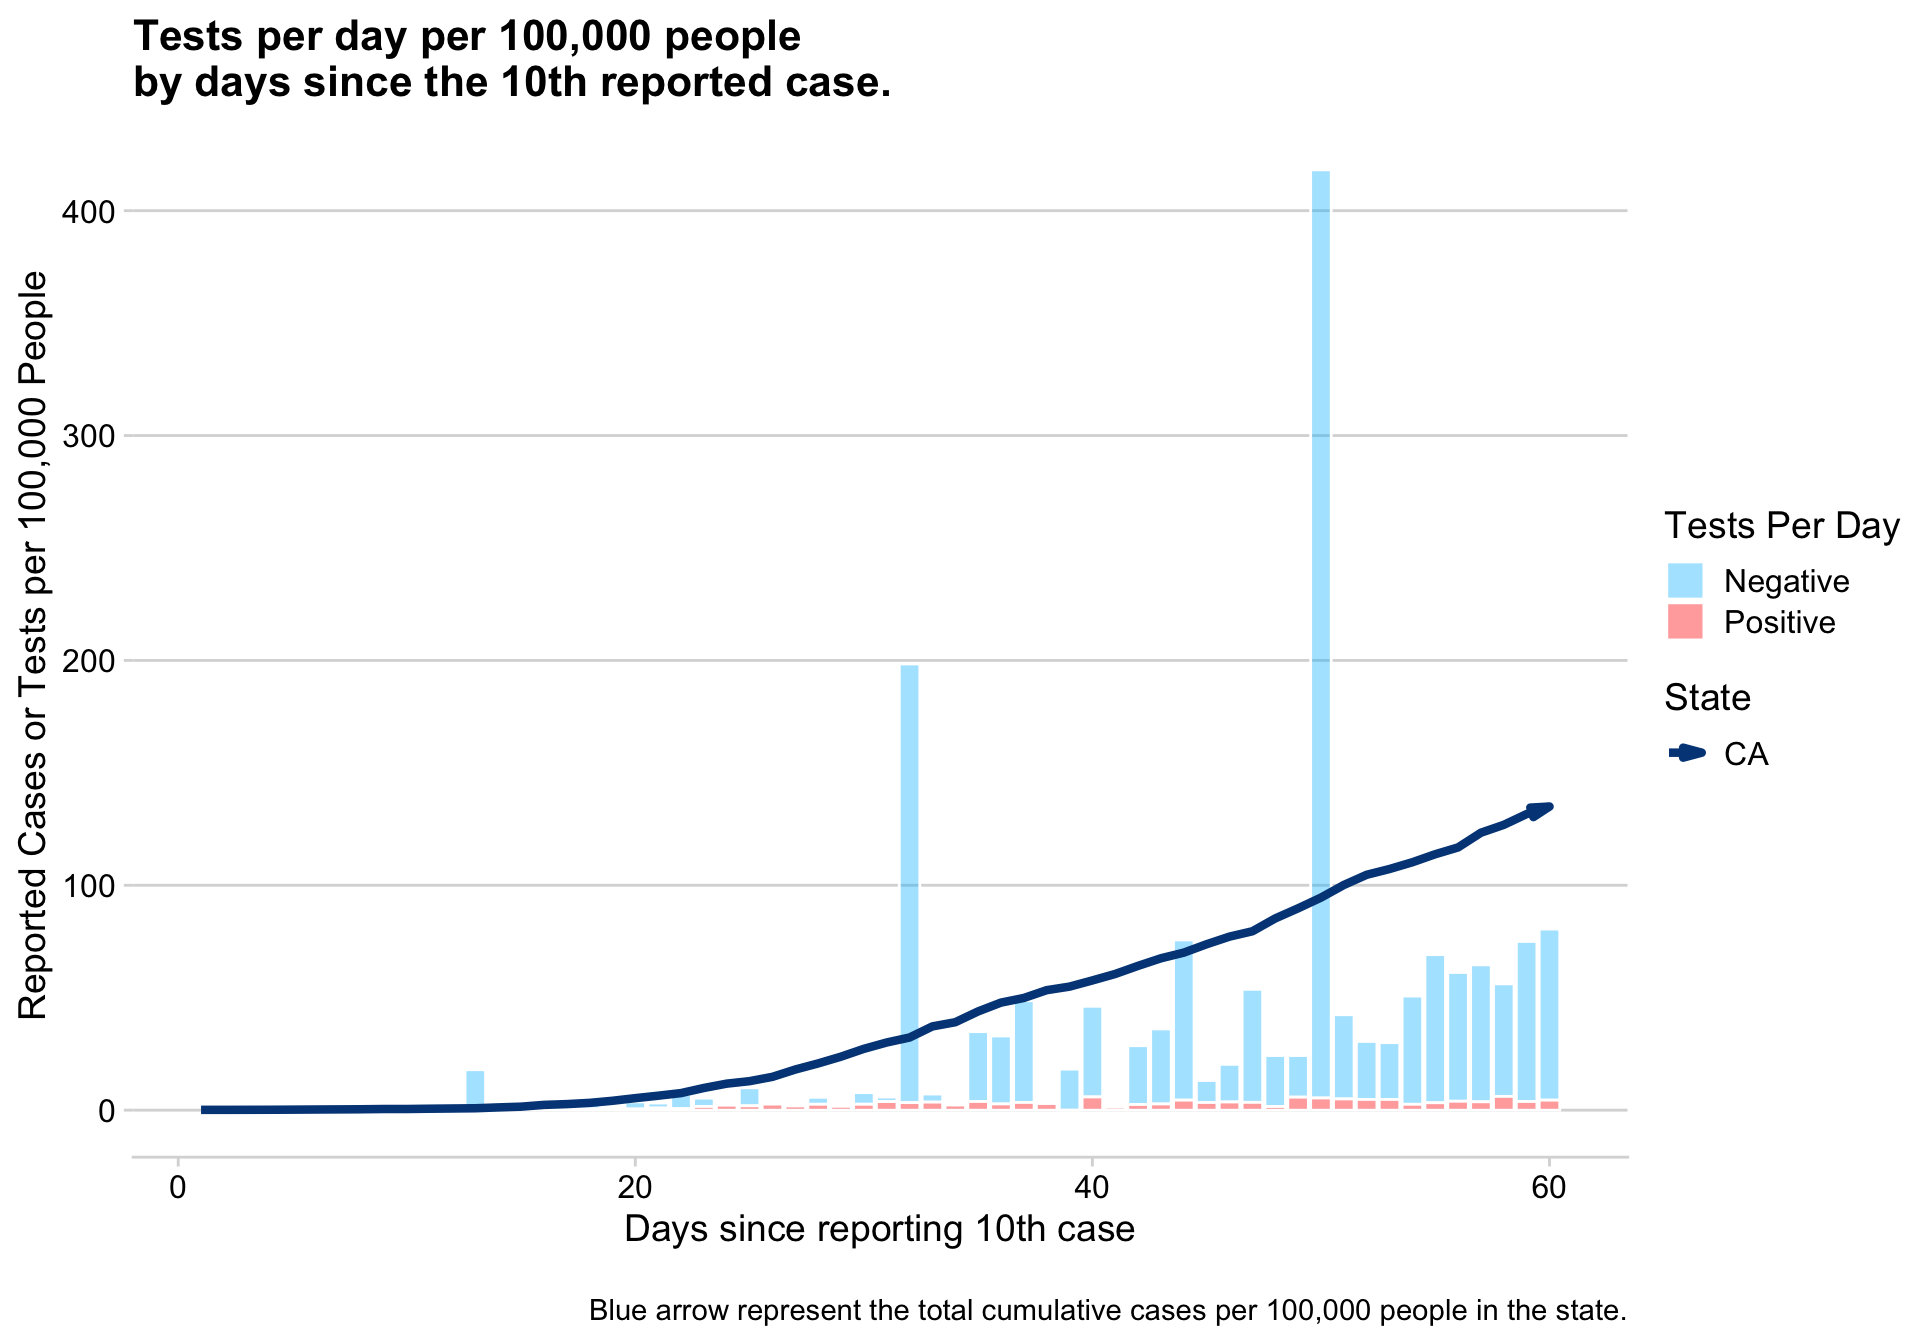 Tests per day per 100,000 people
by days since the 10th reported case.
Reported Cases or Tests per 100,000 People
400
300
200
100
0
0
20
40
60
Days since reporting 10th case
Tests Per Day
Negative
Positive
State
CA
Blue arrow represent the total cumulative cases per 100,000 people in the state.